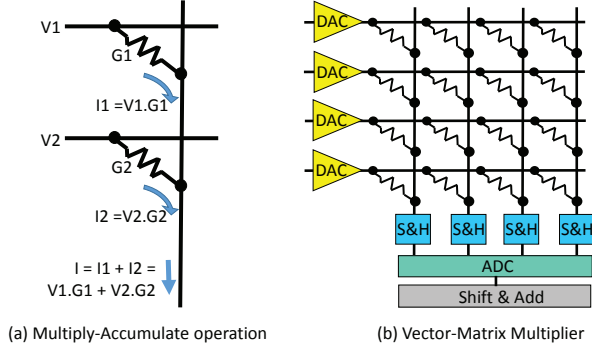 V1
G1
I1 =V1.G1
V2
G2
I2 =V2.G2
I = I1 + I2 =
V1.G1 + V2.G2
(a) Multiply-Accumulate operation
DAC
DAC
DAC
DAC
S&H S&H S&H S&H
ADC
Shift & Add
(b) Vector-Matrix Multiplier